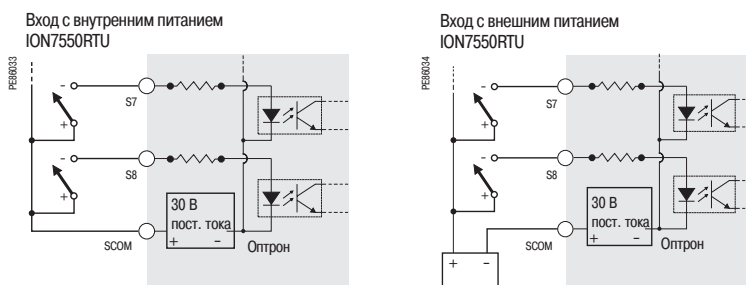 Вход с внутренним питанием
ION7550RTU
PE86033
-
S7
+
-
S8
+
30 В
пост. тока
+ -
SCOM
Оптрон
Вход с внешним питанием
ION7550RTU
PE86034
-
S7
+
-
S8
+
30 В
пост. тока
+ -
SCOM
Оптрон
+ -